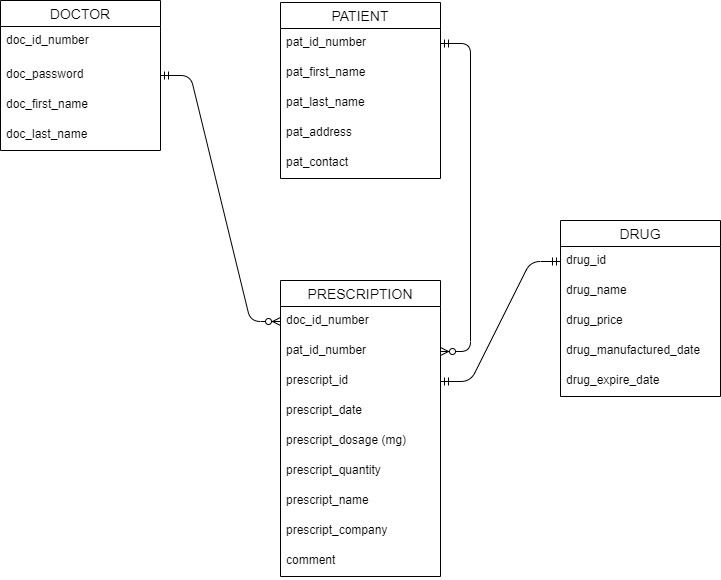 DOCTOR
doc_id_number
doc_password
doc_first_name
doc_last_name
PATIENT
pat_id_number
pat_first_name
pat_last_name
pat_address
pat_contact
DRUG
drug_id
drug_name
drug_price
drug_manufactured_date
drug_expire_date
PRESCRIPTION
doc_id_number
pat_id_number
prescript_id
prescript_date
prescript_dosage (mg)
prescript_quantity
prescript_name
prescript_company
comment